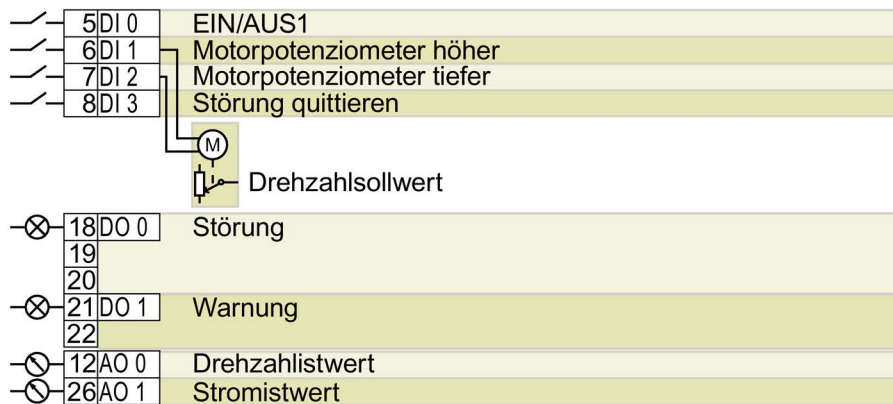 5 DI 0 EIN/AUS1
6 DI 1 Motorpotenziometer höher
7 DI 2 Motorpotenziometer tiefer
8 DI 3 Störung quittieren
M
Drehzahlsollwert
18 DO 0 Störung
19
20
21 DO 1 Warnung
22
12 AO 0 Drehzahlistwert
26 AO 1 Stromistwert